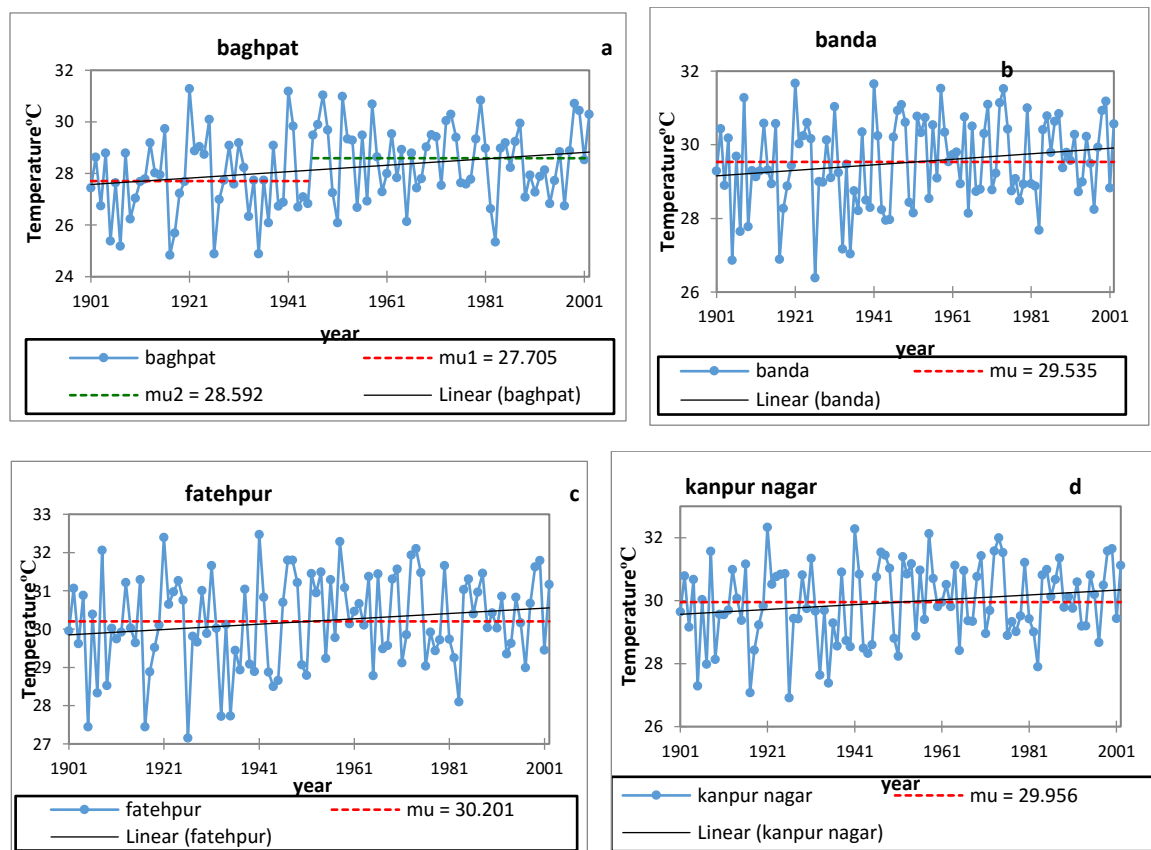 baghpat a
Temperature°C
32
30
28
26
24
1901 1921 1941 1961 1981 2001
year
baghpat mu1 = 27.705
mu2 = 28.592 Linear (baghpat)
banda
b
Temperature°C
32
30
28
26
1901 1921 1941 1961 1981 2001
year
banda mu = 29.535
Linear (banda)
fatehpur c
Temperature°C
33
32
31
30
29
28
27
1901 1921 1941 1961 1981 2001
year
fatehpur mu = 30.201
Linear (fatehpur)
kanpur nagar d
Temperature°C
32
30
28
26
1901 1921 1941 1961 1981 2001
year
kanpur nagar mu = 29.956
Linear (kanpur nagar)